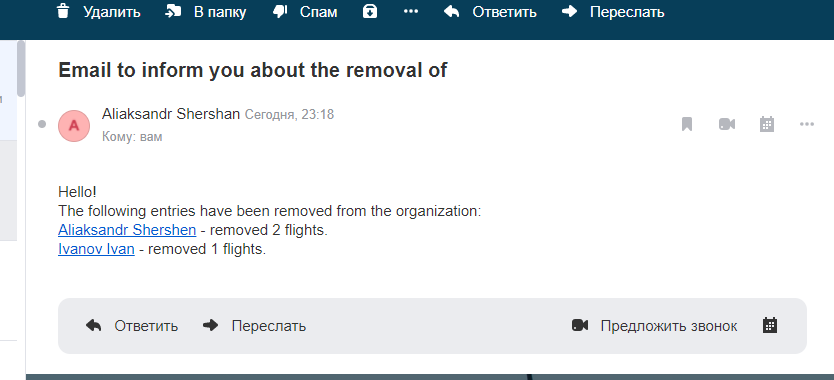 Удалить В папку Спам Ответить Переслать
Email to inform you about the removal of
A
Aliaksandr Shershan Сегодня, 23:18
Кому: вам
Hello!
The following entries have been removed from the organization:
Aliaksandr Shershen - removed 2 flights.
Ivanov Ivan - removed 1 flights.
Ответить Переслать Предложить звонок